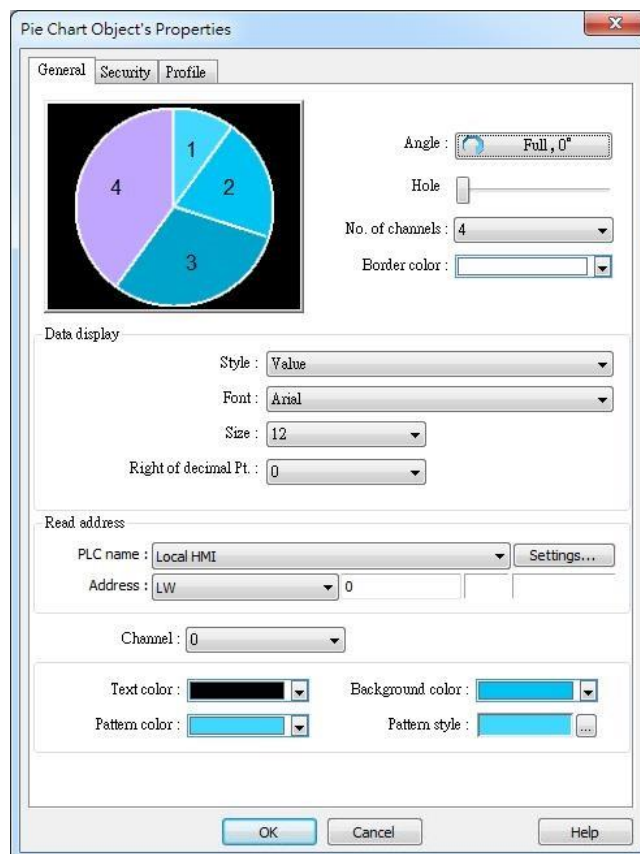 Pie Chart Object's Properties
General Security Profile
1
2
3
4
Angle : Full , 0°
Hole
No. of channels : 4
Border color :
Data display
Style : Value
Font : Arial
Size : 12
Right of decimal Pt. : 0
Read address
PLC name : Local HMI Settings...
Address : LW 0
Channel : 0
Text color : Background color :
Pattern color : Pattern style : ...
OK Cancel Help